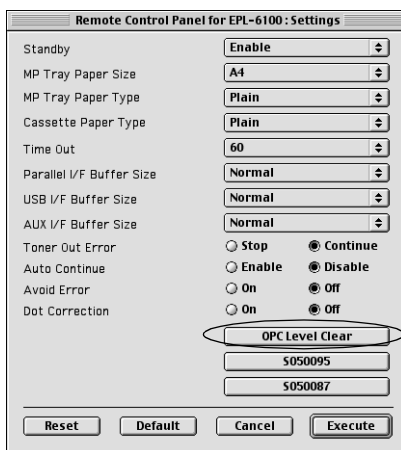 Remote Control Panel for EPL-6100 : Settings
Standby Enable
MP Tray Paper Size A4
MP Tray Paper Type Plain
Cassette Paper Type Plain
Time Out 60
Parallel I/F Buffer Size Normal
USB I/F Buffer Size Normal
AUX I/F Buffer Size Normal
Toner Out Error Stop Continue
Auto Continue Enable Disable
Avoid Error On Off
Dot Correction On Off
OPC Level Clear
S050095
S050087
Reset Default Cancel Execute